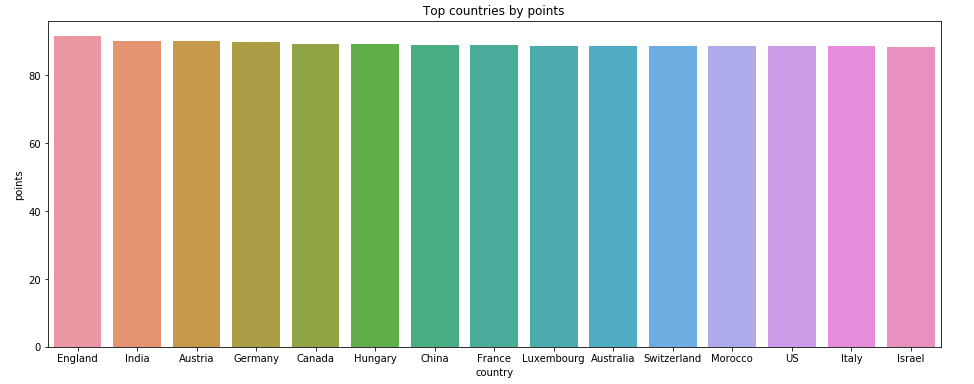 Top countries by points
points
80
60
40
20
0
England India Austria Germany Canada Hungary China France Luxembourg Australia Switzerland Morocco US Italy Israel
country